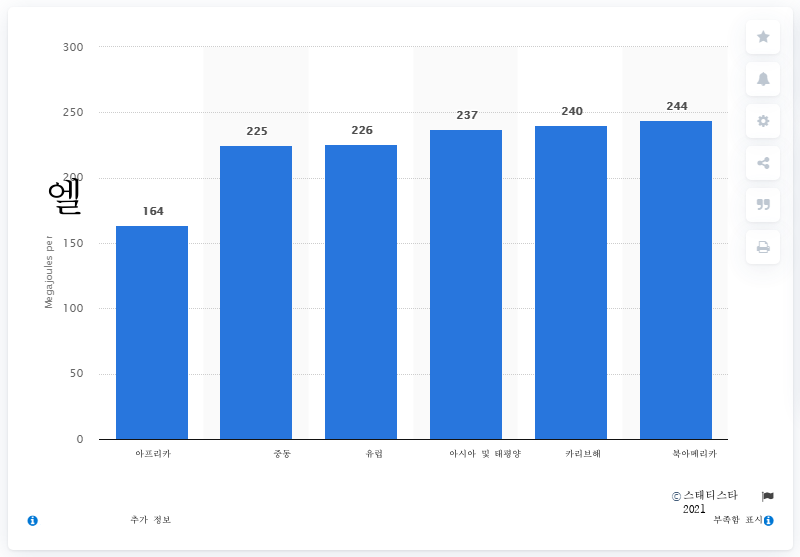 300
250
200
150
100
50
0
엘
Megajoules per
164
225
226
237
240
244
아프리카
중동
유럽
아시아 및 태평양
카리브해
북아메리카
© 스태티스타
2021
추가 정보
부족함 표시